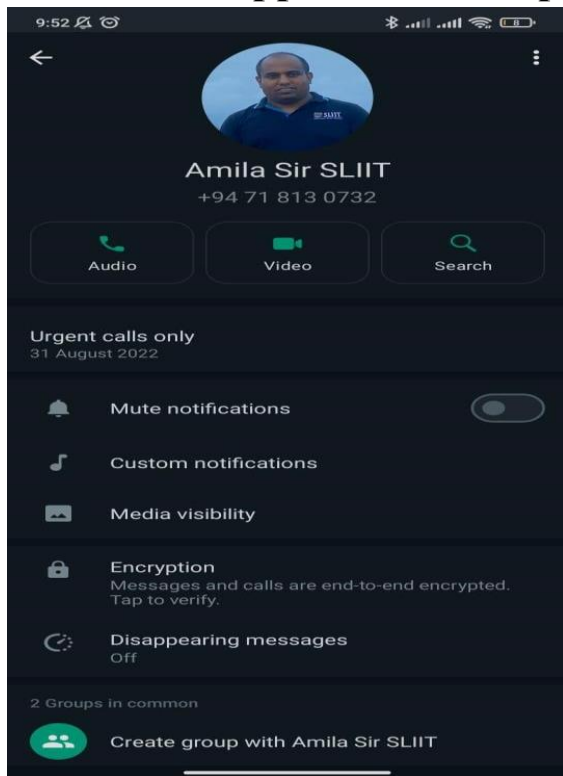 9:52
Amila Sir SLIIT
+94 71 813 0732
Audio
Video
Search
Urgent calls only
31 August 2022
Mute notifications
Custom notifications
Media visibility
Encryption
Messages and calls are end-to-end encrypted.
Tap to verify.
Disappearing messages
Off
2 Groups in common
Create group with Amila Sir SLIIT